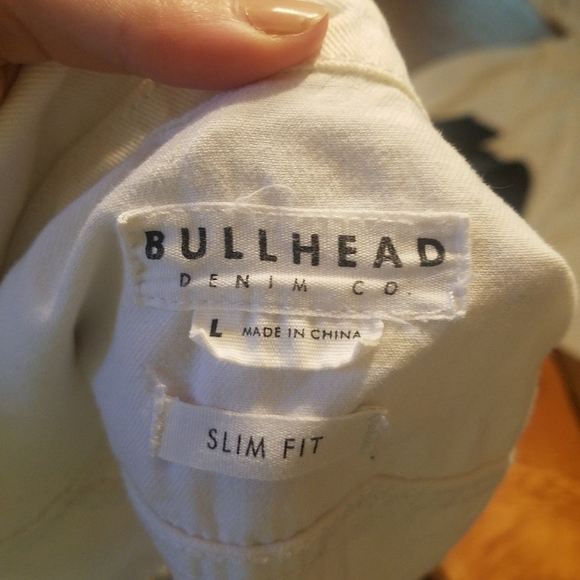 BULLHEAD
DENIM CO.
L MADE IN CHINA
SLIM FIT